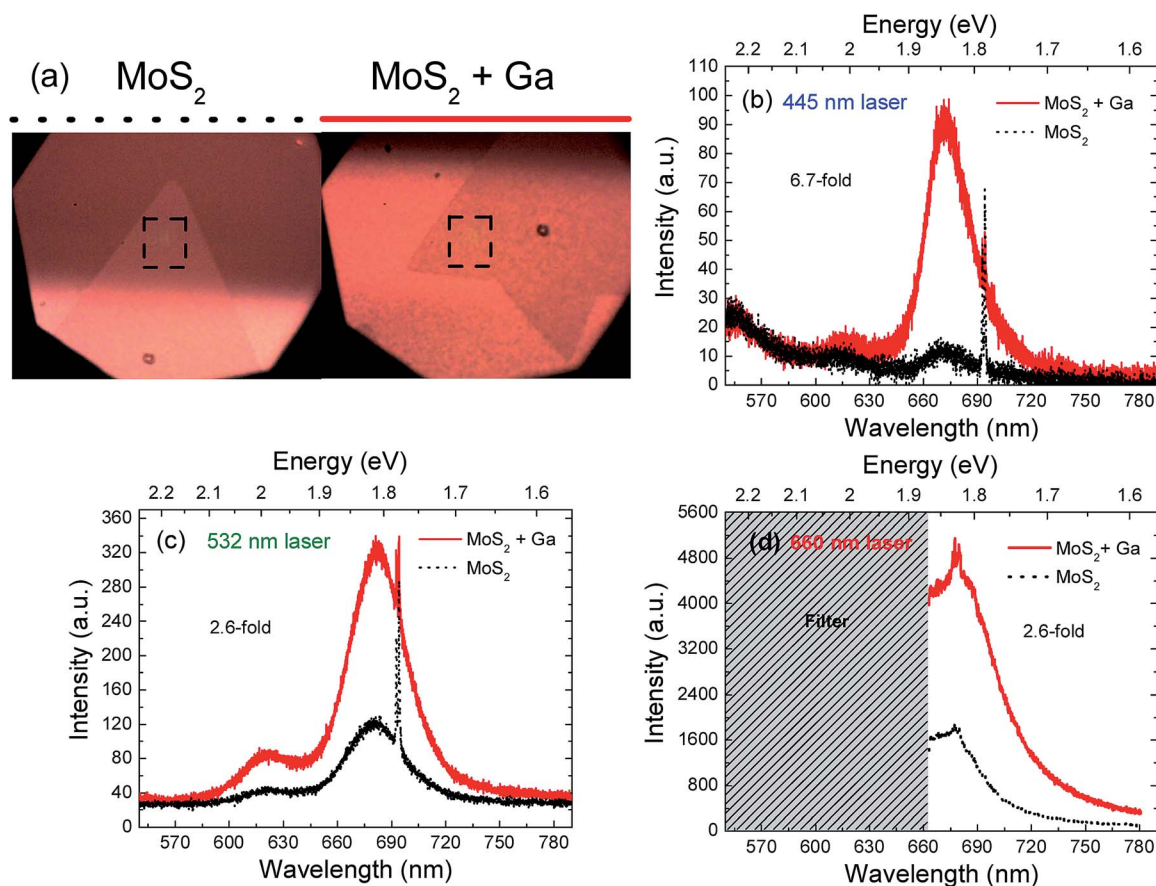 (a) MoS₂ MoS₂ + Ga
Energy (eV)
2.2 2.1 2 1.9 1.8 1.7 1.6
(b) 445 nm laser
MoS₂ + Ga
MoS₂
6.7-fold
Intensity (a.u.)
110
100
90
80
70
60
50
40
30
20
10
0
570 600 630 660 690 720 750 780
Wavelength (nm)
Energy (eV)
2.2 2.1 2 1.9 1.8 1.7 1.6
(c) 532 nm laser
MoS₂ + Ga
MoS₂
2.6-fold
Intensity (a.u.)
360
320
280
240
200
160
120
80
40
0
570 600 630 660 690 720 750 780
Wavelength (nm)
Energy (eV)
2.2 2.1 2 1.9 1.8 1.7 1.6
(d) 660 nm laser
MoS₂+ Ga
MoS₂
Filter
2.6-fold
Intensity (a.u.)
5600
4800
4000
3200
2400
1600
800
0
570 600 630 660 690 720 750 780
Wavelength (nm)